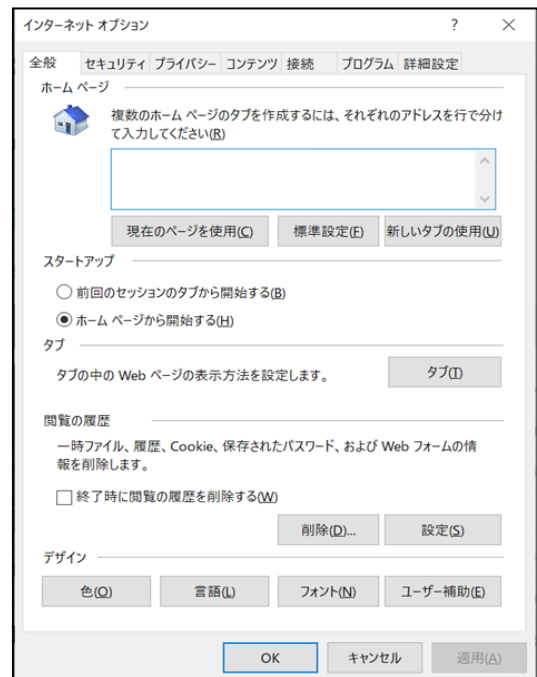 インターネット オプション ? ×
全般 セキュリティ プライバシー コンテンツ 接続 プログラム 詳細設定
ホーム ページ
複数のホーム ページのタブを作成するには、それぞれのアドレスを行で分け
て入力してください(R)
現在のページを使用(C) 標準設定(F) 新しいタブの使用(U)
スタートアップ
前回のセッションのタブから開始する(B)
ホーム ページから開始する(H)
タブ
タブの中の Web ページの表示方法を設定します。 タブ(T)
閲覧の履歴
一時ファイル、履歴、Cookie、保存されたパスワード、および Web フォームの情
報を削除します。
終了時に閲覧の履歴を削除する(W)
削除(D)... 設定(S)
デザイン
色(O) 言語(L) フォント(N) ユーザー補助(E)
OK キャンセル 適用(A)